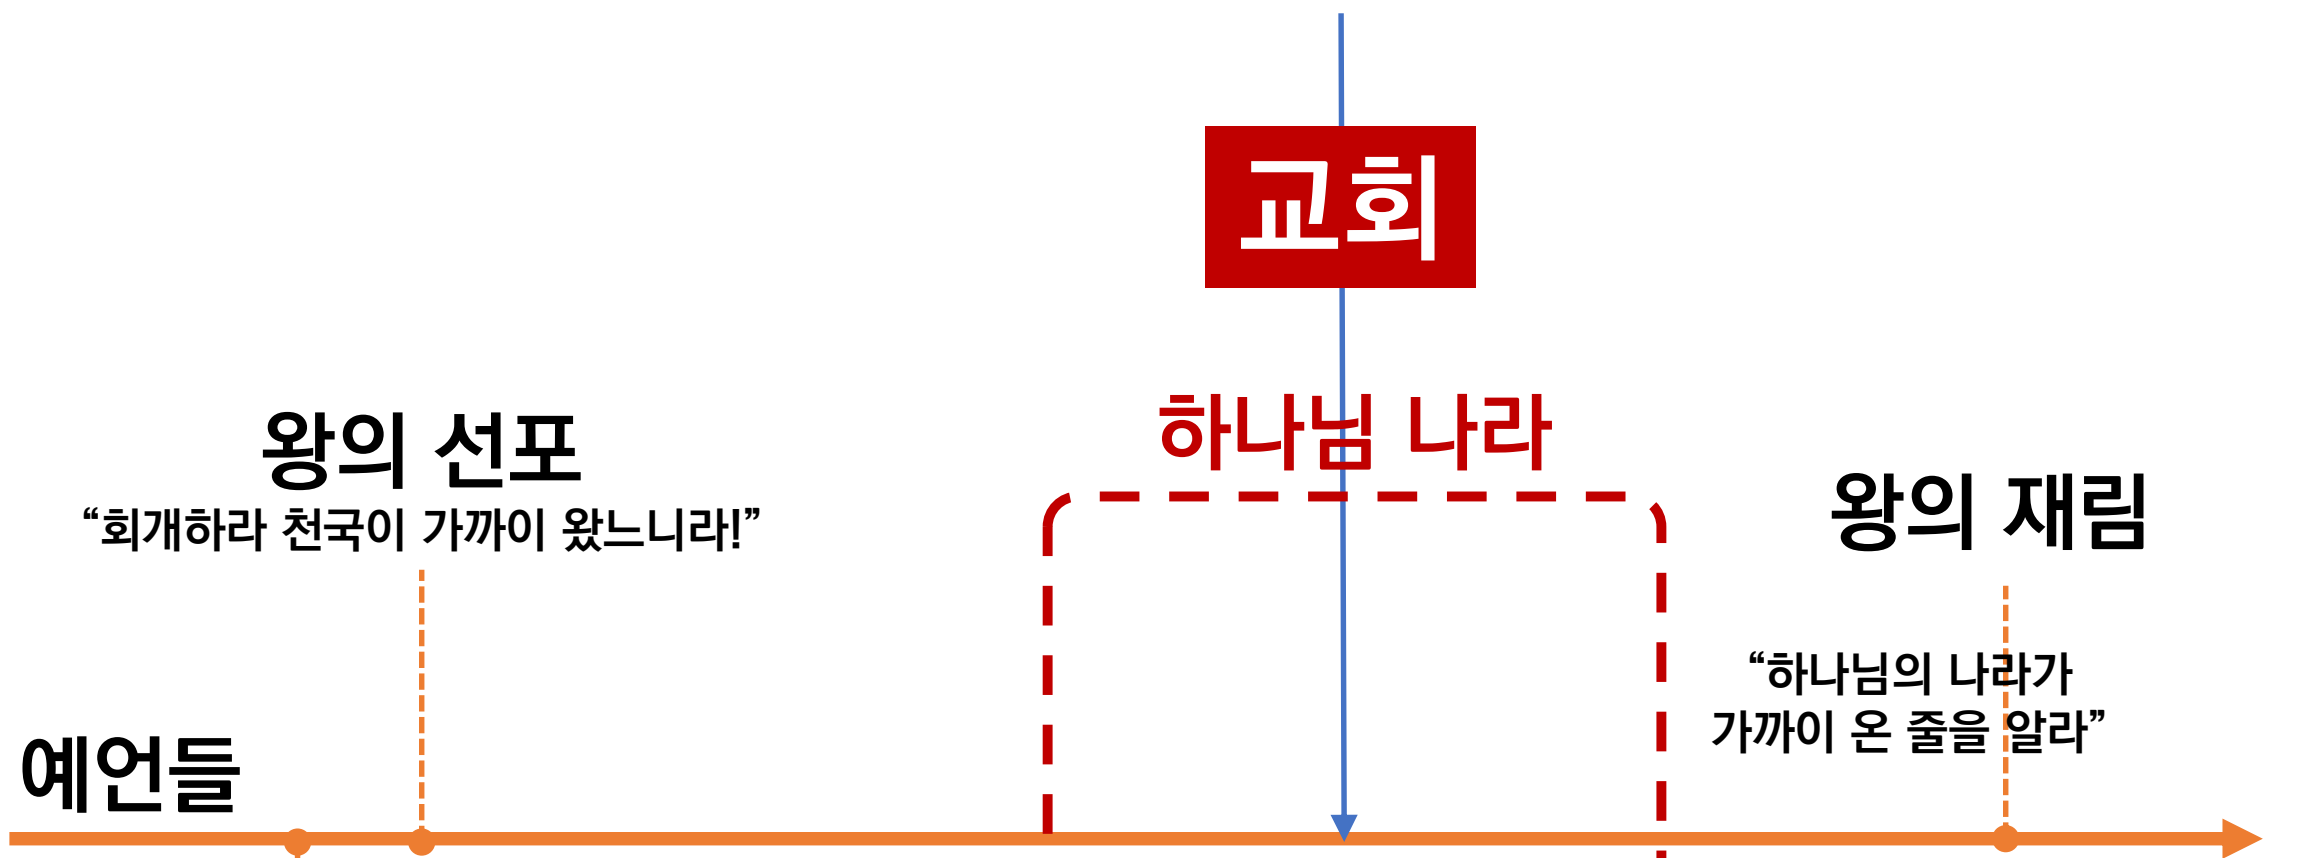 교회
하나님 나라
왕의 선포
“회개하라 천국이 가까이 왔느니라!”
왕의 재림
“하나님의 나라가
가까이 온 줄을 알라”
예언들